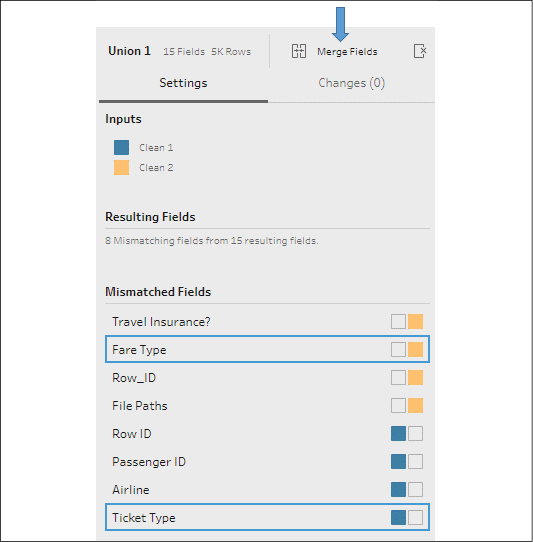 Union 1 15 Fields 5K Rows Merge Fields
Settings Changes (0)
Inputs
Clean 1
Clean 2
Resulting Fields
8 Mismatching fields from 15 resulting fields.
Mismatched Fields
Travel Insurance?
Fare Type
Row_ID
File Paths
Row ID
Passenger ID
Airline
Ticket Type